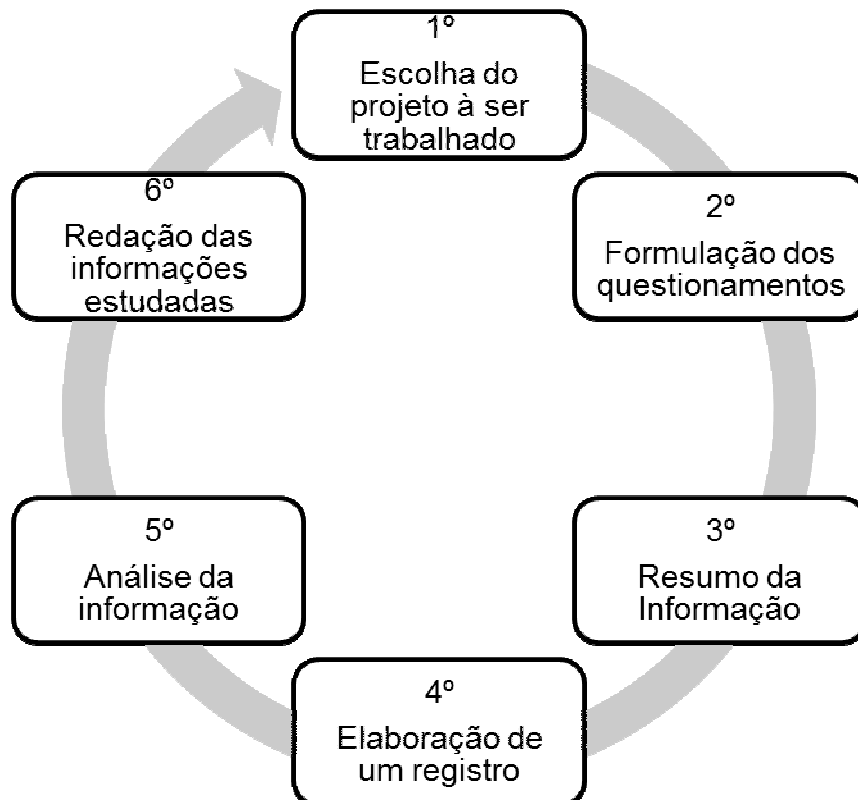 1º
Escolha do
projeto à ser
trabalhado
2º
Formulação dos
questionamentos
3º
Resumo da
Informação
4º
Elaboração de
um registro
5º
Análise da
informação
6º
Redação das
informações
estudadas